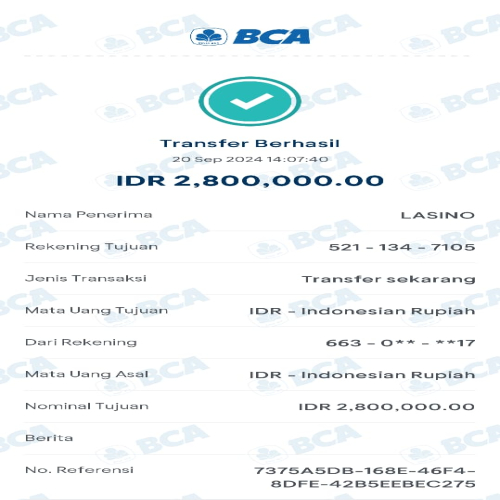 BCA
Transfer Berhasil
20 Sep 2024 14:07:40
IDR 2,800,000.00
Nama Penerima LASINO
Rekening Tujuan 521 - 134 - 7105
Jenis Transaksi Transfer sekarang
Mata Uang Tujuan IDR - Indonesian Rupiah
Dari Rekening 663 - 0** - **17
Mata Uang Asal IDR - Indonesian Rupiah
Nominal Tujuan IDR 2,800,000.00
Berita
No. Referensi 7375A5DB-168E-46F4-
8DFE-42B5EEBEC275